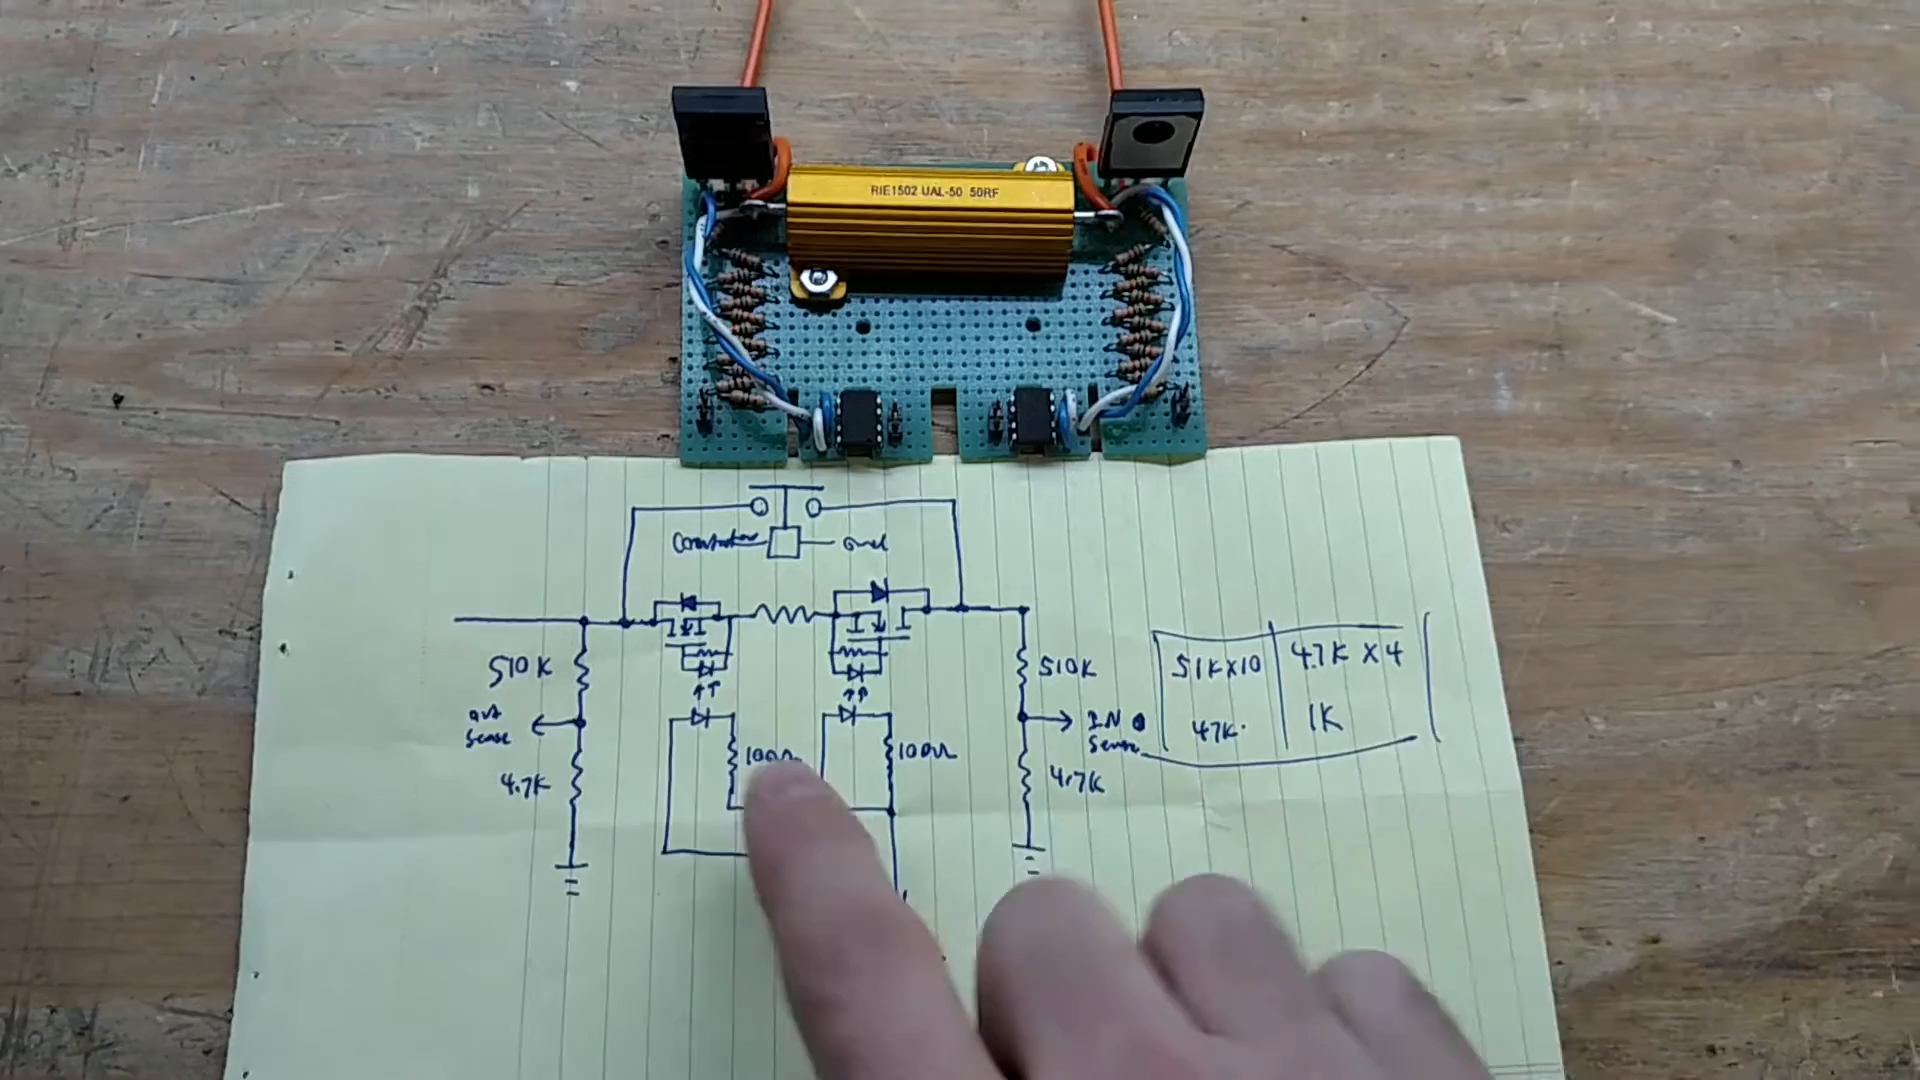 RIE1502 UAL-50 50RF
Contactor
510K
510K
51K X10
4.7K X4
out
Sense
IN
Sense
47K
1K
100Ω
100Ω
4.7K
4.7K